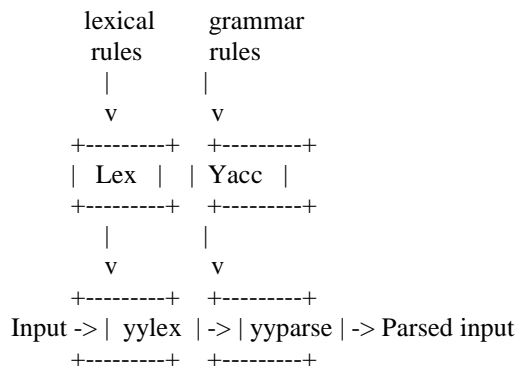 lexical grammar
rules rules
| |
v v
+---------+ +---------+
| Lex | | Yacc |
+---------+ +---------+
| |
v v
+---------+ +---------+
Input -> | yylex | -> | yyparse | -> Parsed input
+---------+ +---------+